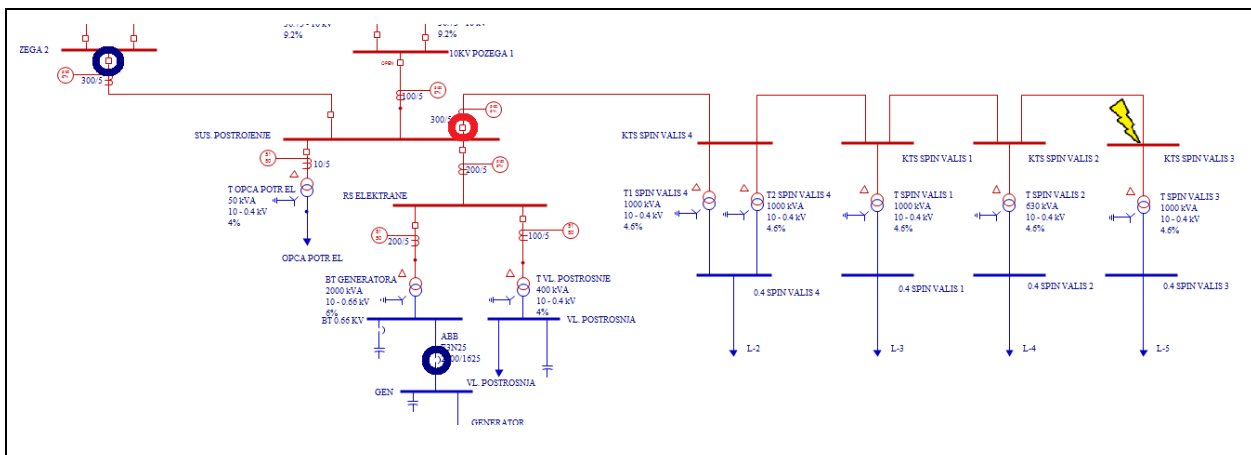 9.2%
9.2%
ZEGA 2
10KV POZEGA 1
OPEN
300/5
100/5
300/5
SUS. POSTROJENJE
KTS SPIN VALIS 4
KTS SPIN VALIS 1
KTS SPIN VALIS 2
KTS SPIN VALIS 3
10/5
200/5
T OPCA POTR EL
50 kVA
10 - 0.4 kV
4%
RS ELEKTRANE
T1 SPIN VALIS 4
1000 kVA
10 - 0.4 kV
4.6%
T2 SPIN VALIS 4
1000 kVA
10 - 0.4 kV
4.6%
T SPIN VALIS 1
1000 kVA
10 - 0.4 kV
4.6%
T SPIN VALIS 2
630 kVA
10 - 0.4 kV
4.6%
T SPIN VALIS 3
1000 kVA
10 - 0.4 kV
4.6%
200/5
100/5
OPCA POTR EL
BT GENERATORA
2000 kVA
10 - 0.66 kV
6%
T VL. POSTROSNJE
400 kVA
10 - 0.4 kV
4%
0.4 SPIN VALIS 4
0.4 SPIN VALIS 1
0.4 SPIN VALIS 2
0.4 SPIN VALIS 3
BT 0.66 KV
VL. POSTROSNJA
ABB
E3N25
/1625
L-2
L-3
L-4
L-5
VL. POSTROSNJA
GEN
GENERATOR